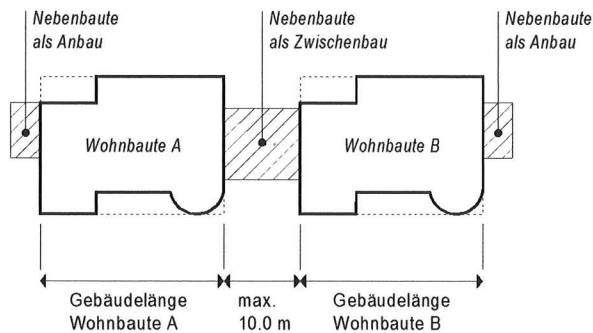 Nebenbaute
als Anbau
Nebenbaute
als Zwischenbau
Nebenbaute
als Anbau
Wohnbaute A
Wohnbaute B
Gebäudelänge
Wohnbaute A
max.
10.0 m
Gebäudelänge
Wohnbaute B